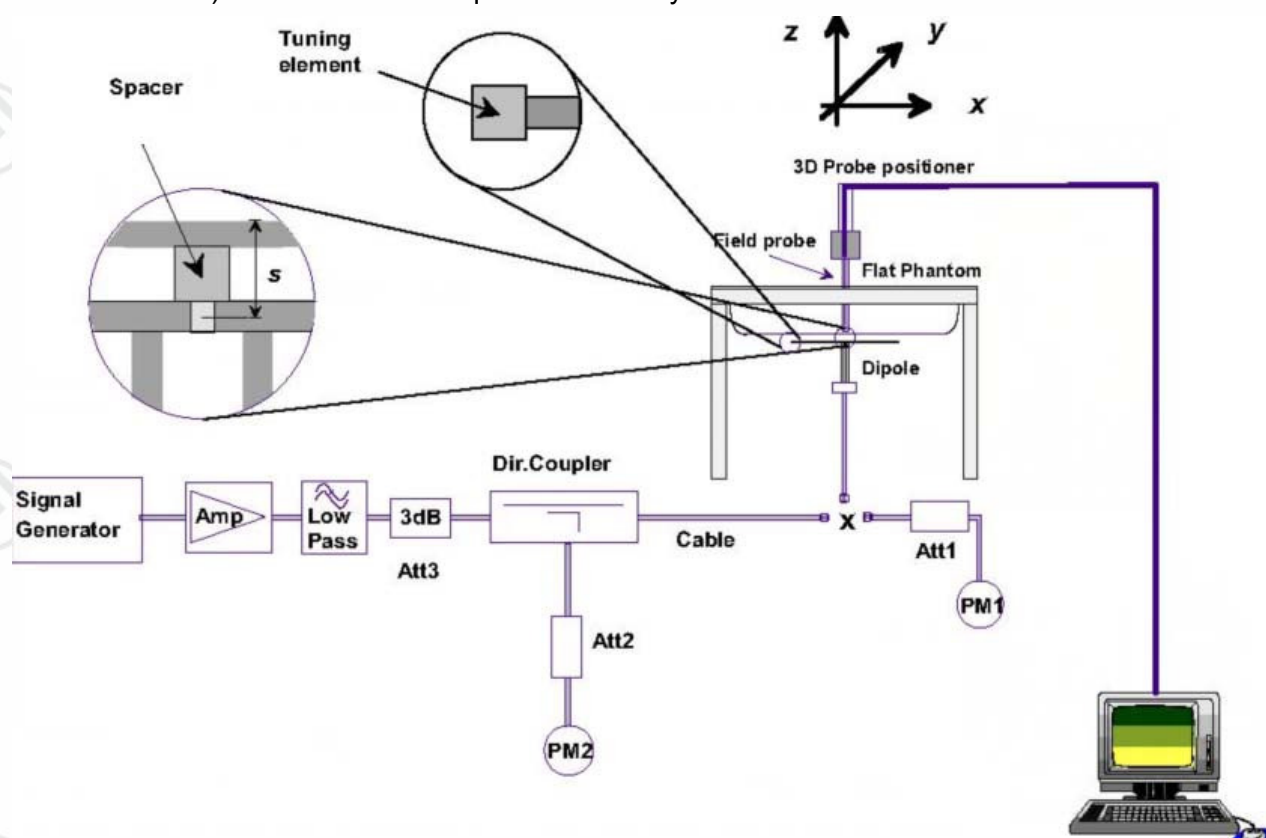 Tuning
element
Spacer
s
z
y
x
3D Probe positioner
Field probe
Flat Phantom
Dipole
Signal
Generator
Amp
Low
Pass
3dB
Att3
Dir.Coupler
Cable
x
Att1
PM1
Att2
PM2